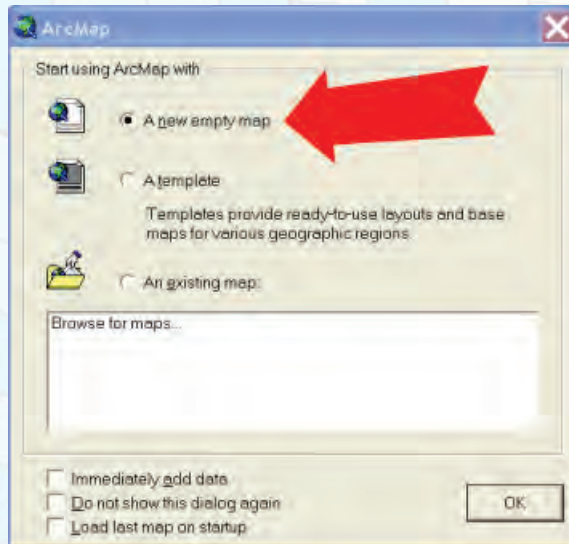 ArcMap
Start using ArcMap with
A new empty map
A template
Templates provide ready-to-use layouts and base
maps for various geographic regions
An existing map:
Browse for maps...
Immediately add data
Do not show this dialog again
Load last map on startup
OK